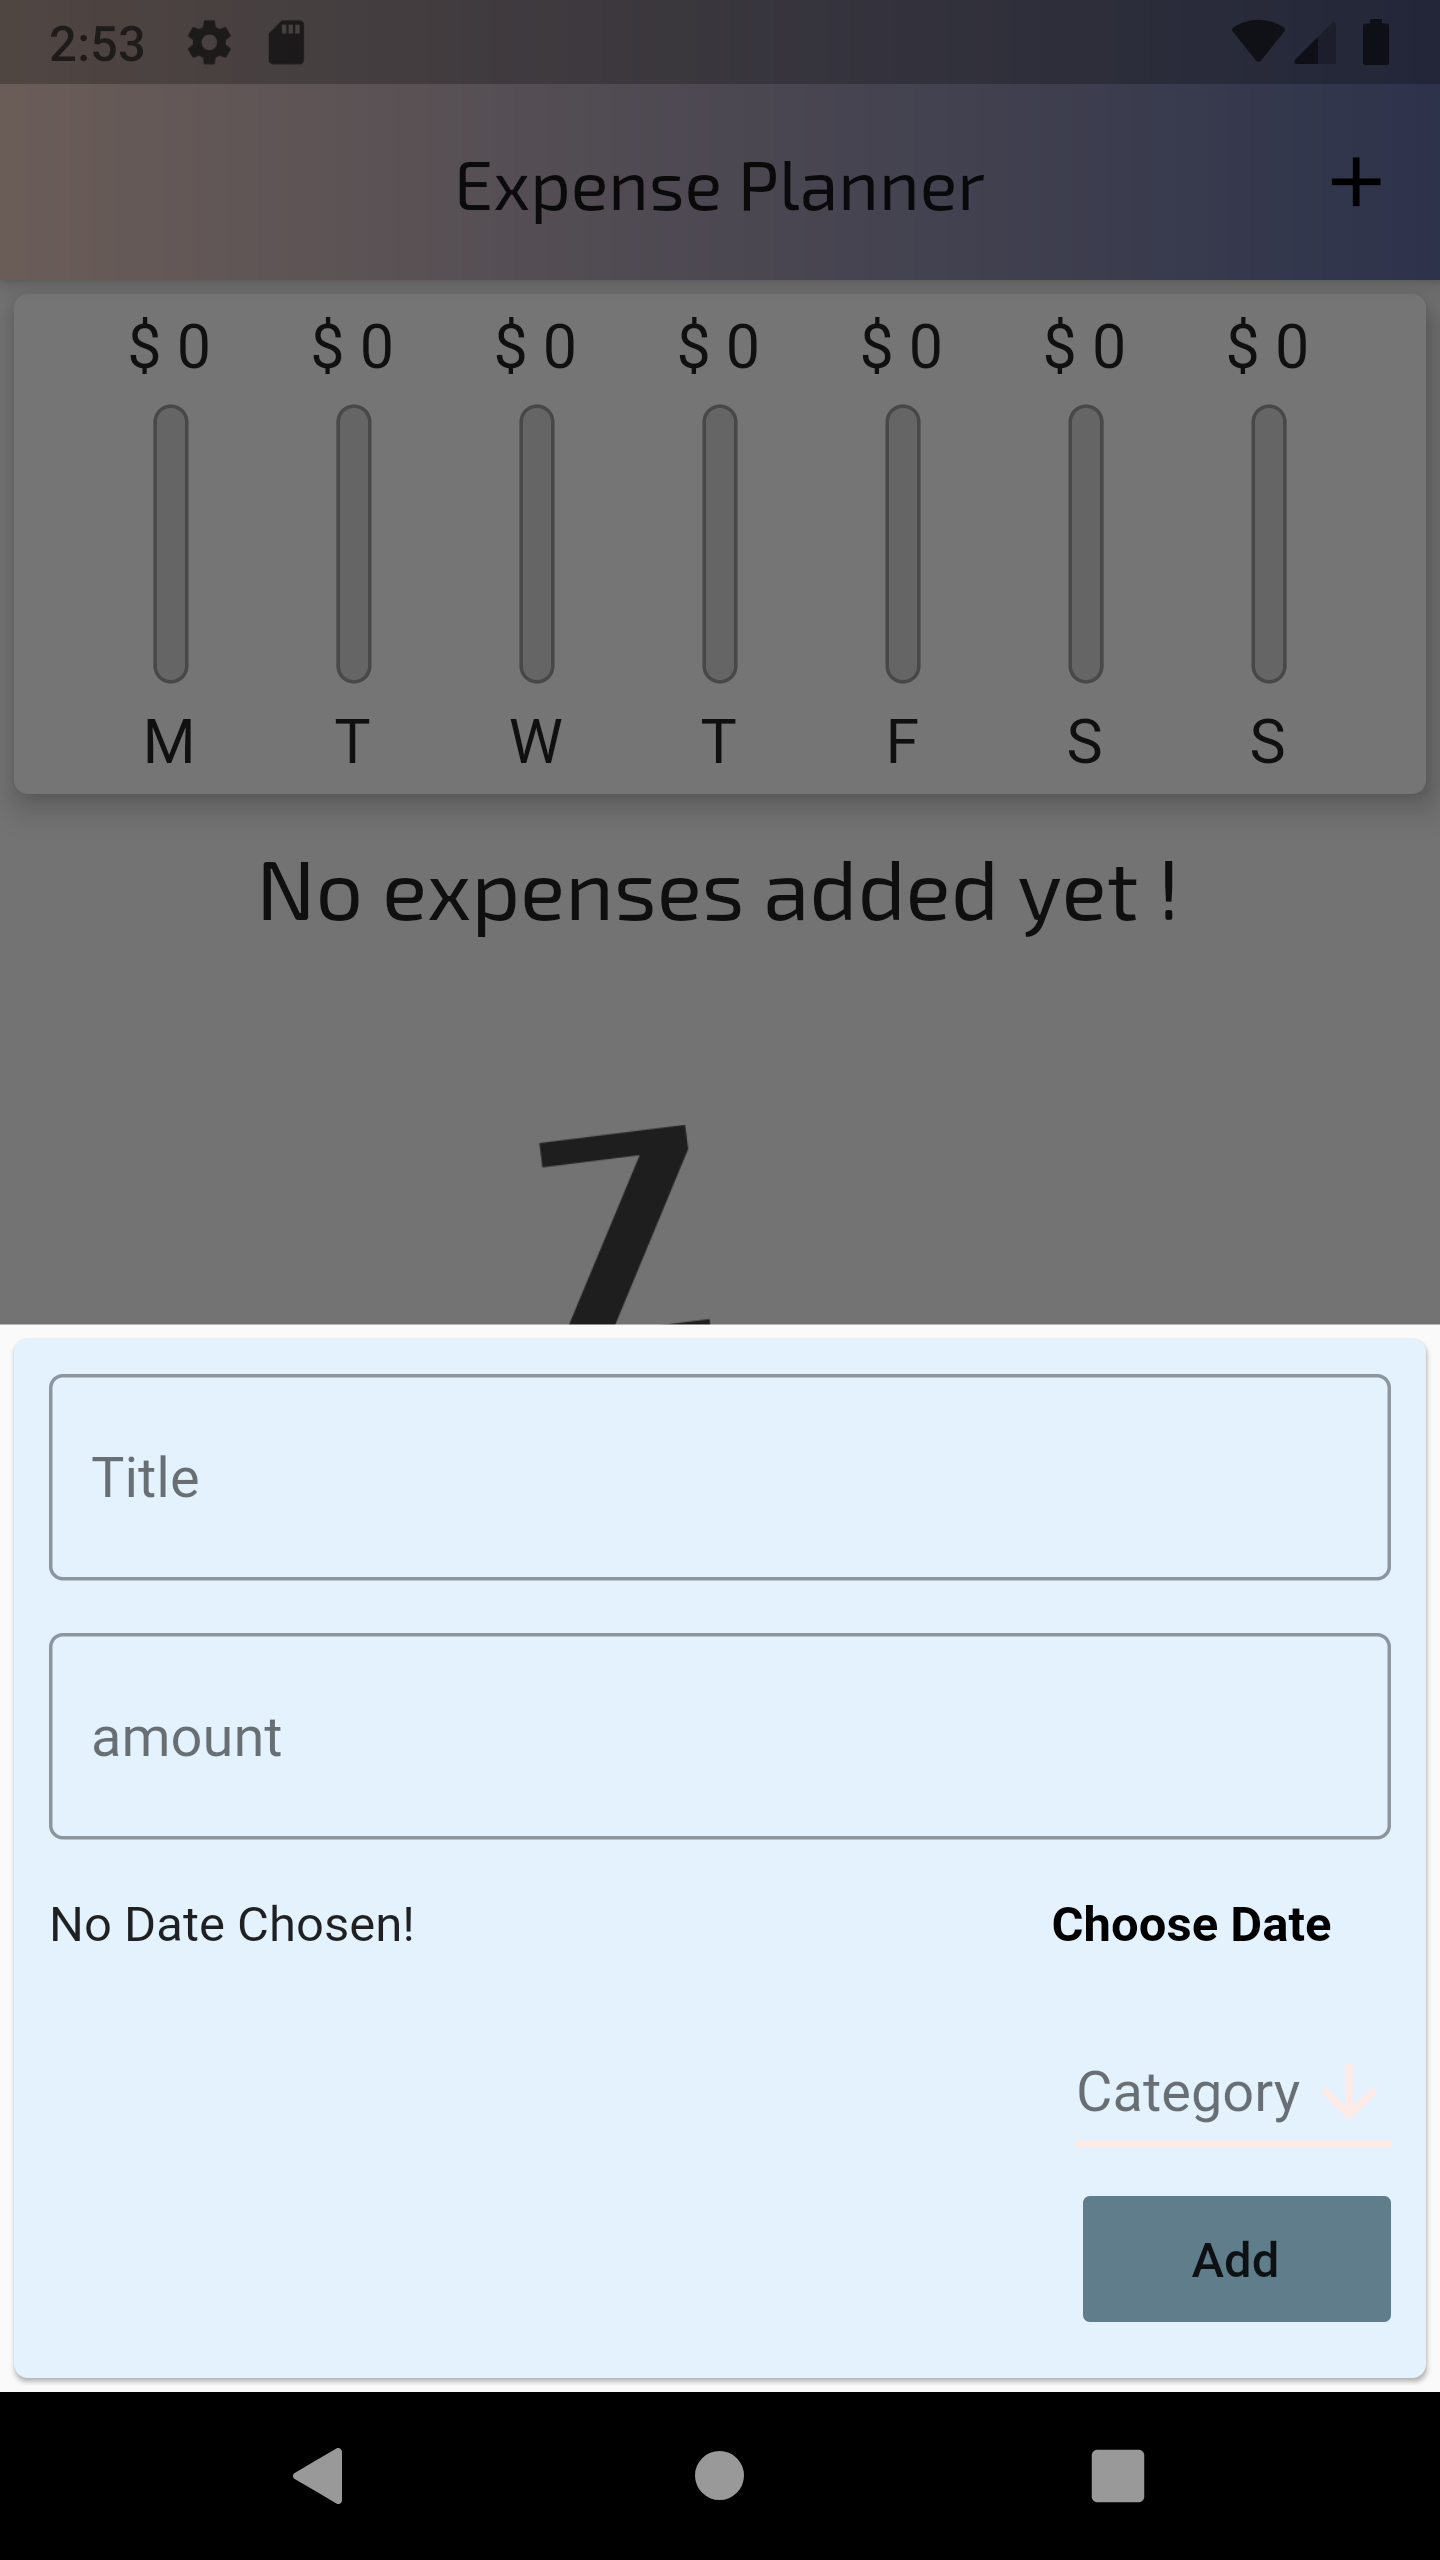 2:53
Expense Planner
$ 0 $ 0 $ 0 $ 0 $ 0 $ 0 $ 0
M T W T F S S
No expenses added yet !
Z
Title
amount
No Date Chosen! Choose Date
Category
Add